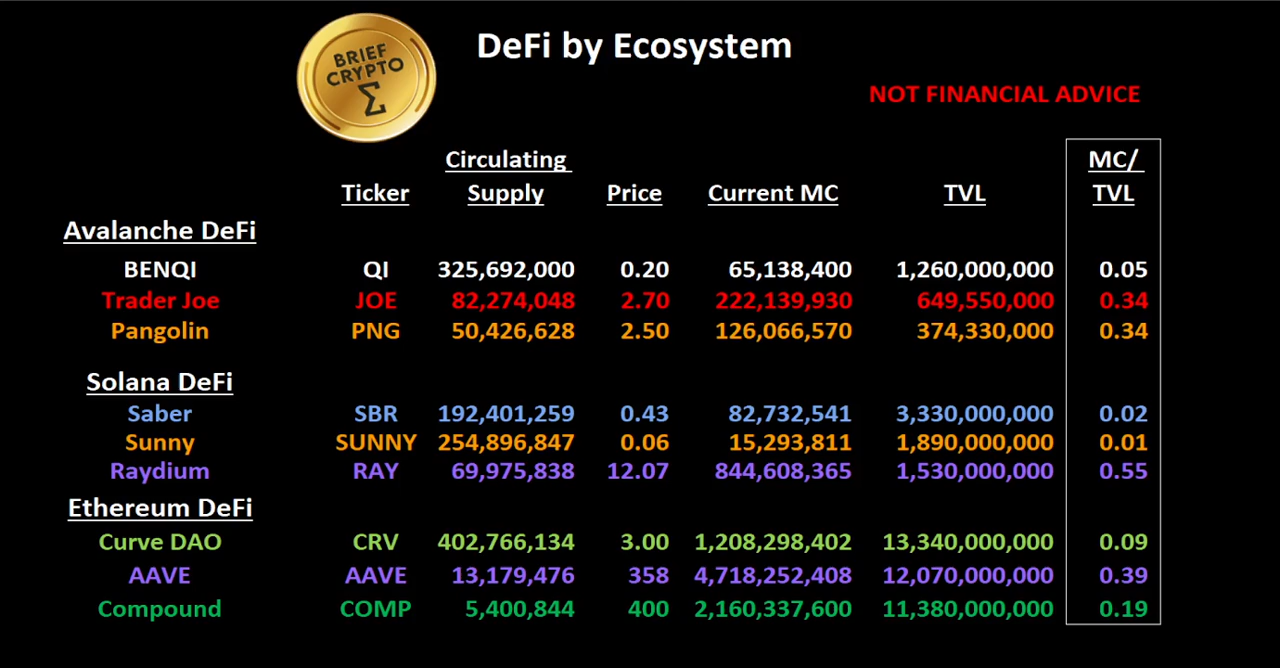 BRIEF
CRYPTO
Σ
DeFi by Ecosystem
NOT FINANCIAL ADVICE
Circulating MC/
Ticker Supply Price Current MC TVL TVL
Avalanche DeFi
BENQI QI 325,692,000 0.20 65,138,400 1,260,000,000 0.05
Trader Joe JOE 82,274,048 2.70 222,139,930 649,550,000 0.34
Pangolin PNG 50,426,628 2.50 126,066,570 374,330,000 0.34
Solana DeFi
Saber SBR 192,401,259 0.43 82,732,541 3,330,000,000 0.02
Sunny SUNNY 254,896,847 0.06 15,293,811 1,890,000,000 0.01
Raydium RAY 69,975,838 12.07 844,608,365 1,530,000,000 0.55
Ethereum DeFi
Curve DAO CRV 402,766,134 3.00 1,208,298,402 13,340,000,000 0.09
AAVE AAVE 13,179,476 358 4,718,252,408 12,070,000,000 0.39
Compound COMP 5,400,844 400 2,160,337,600 11,380,000,000 0.19